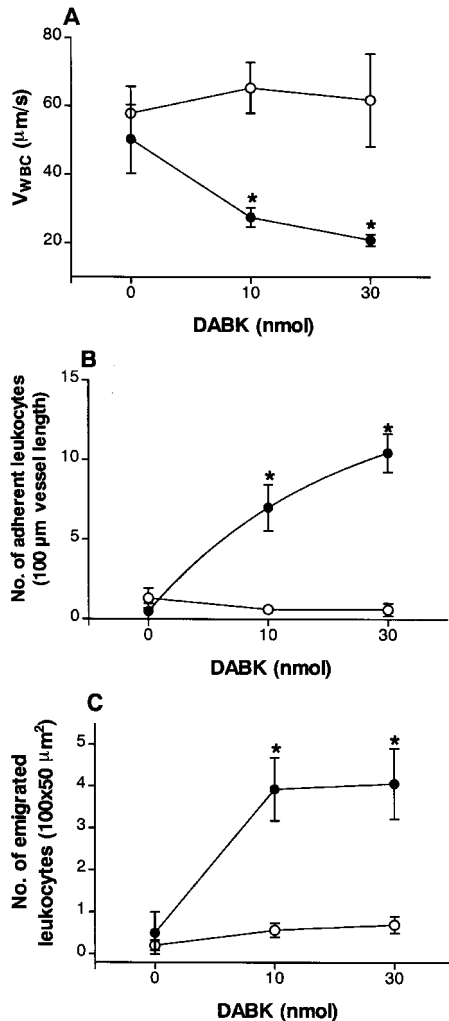 A
80
60
40
20
V_WBC (μm/s)
*
*
0 10 30
DABK (nmol)
B
15
10
5
0
No. of adherent leukocytes
(100 μm vessel length)
*
*
0 10 30
DABK (nmol)
C
5
4
3
2
1
0
No. of emigrated
leukocytes (100x50 μm²)
*
*
0 10 30
DABK (nmol)